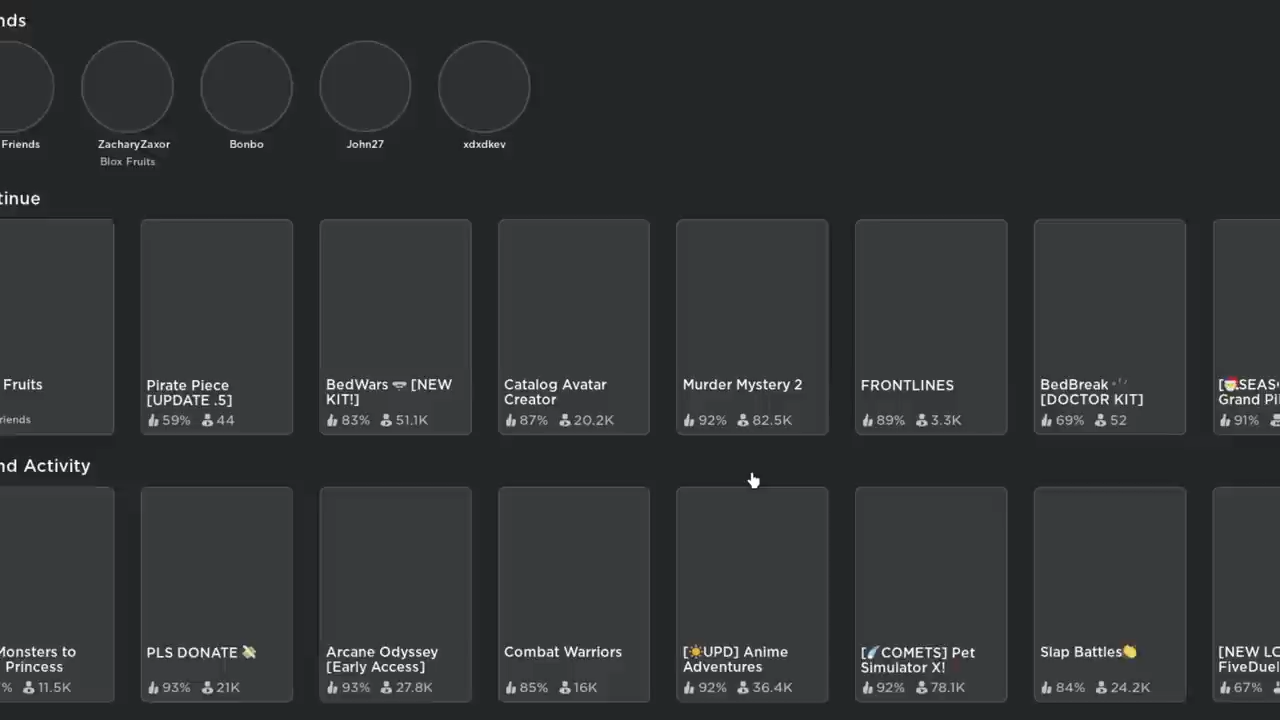 nds
Friends
ZacharyZaxor
Bonbo
John27
xdxdkev
Blox Fruits
tinue
Fruits
riends
Pirate Piece
[UPDATE .5]
59% 44
BedWars [NEW
KIT!]
83% 51.1K
Catalog Avatar
Creator
87% 20.2K
Murder Mystery 2
92% 82.5K
FRONTLINES
89% 3.3K
BedBreak
[DOCTOR KIT]
69% 52
[🎅SEAS
Grand Pi
91%
nd Activity
Monsters to
Princess
% 11.5K
PLS DONATE 💸
93% 21K
Arcane Odyssey
[Early Access]
93% 27.8K
Combat Warriors
85% 16K
[☀️UPD] Anime
Adventures
92% 36.4K
[☄️COMETS] Pet
Simulator X!
92% 78.1K
Slap Battles👏
84% 24.2K
[NEW LO
FiveDuel
67%